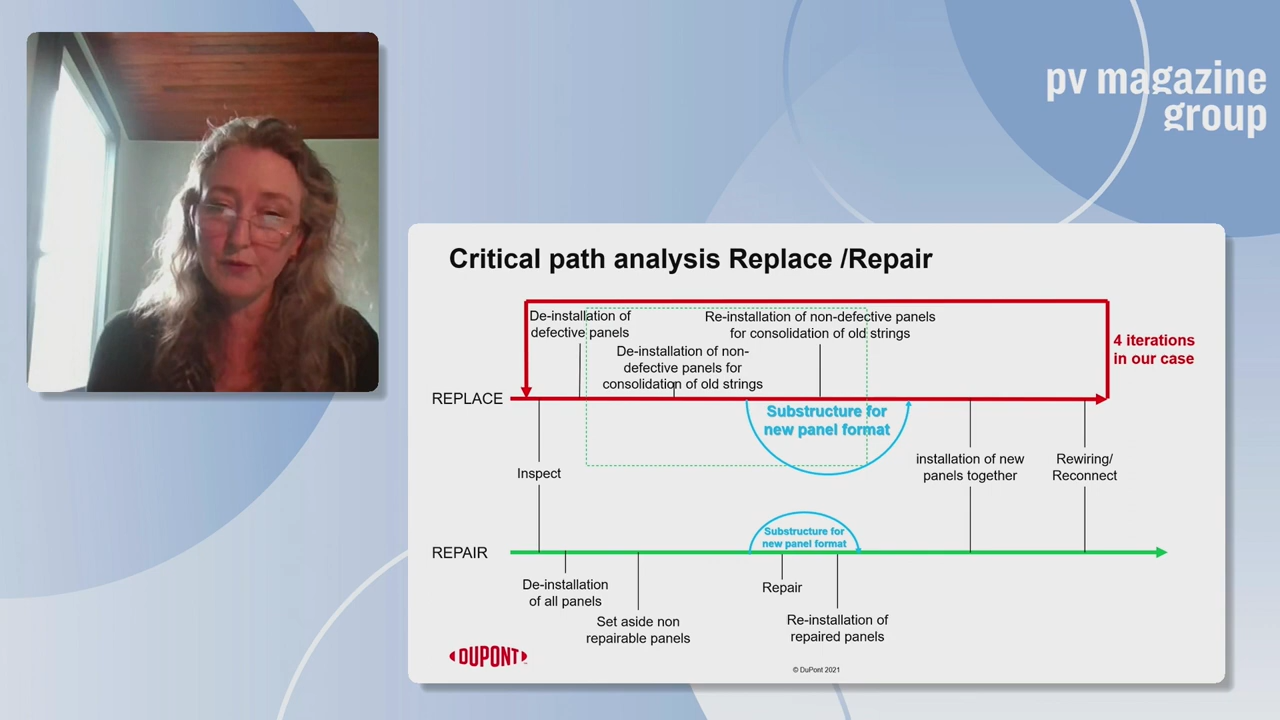 pv magazine
group
Critical path analysis Replace /Repair
De-installation of
defective panels
Re-installation of non-defective panels
for consolidation of old strings
De-installation of non-
defective panels for
consolidation of old strings
4 iterations
in our case
REPLACE
Substructure for
new panel format
Inspect
installation of new
panels together
Rewiring/
Reconnect
REPAIR
Substructure for
new panel format
De-installation
of all panels
Repair
Set aside non
repairable panels
Re-installation of
repaired panels
DUPONT
© DuPont 2021